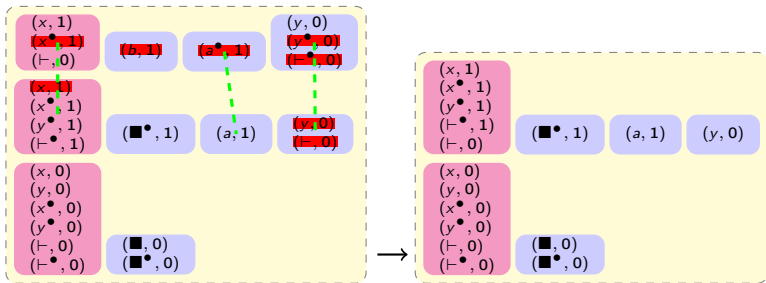 (x, 1)
(x●, 1)
(⊢, 0)
(b, 1)
(a●, 1)
(y, 0)
(y●, 0)
(⊢●, 0)
(x, 1)
(x●, 1)
(y●, 1)
(⊢●, 1)
(■●, 1)
(a, 1)
(y, 0)
(⊢, 0)
(x, 0)
(y, 0)
(x●, 0)
(y●, 0)
(⊢, 0)
(⊢●, 0)
(■, 0)
(■●, 0)
→
(x, 1)
(x●, 1)
(y●, 1)
(⊢●, 1)
(⊢, 0)
(■●, 1)
(a, 1)
(y, 0)
(x, 0)
(y, 0)
(x●, 0)
(y●, 0)
(⊢, 0)
(⊢●, 0)
(■, 0)
(■●, 0)